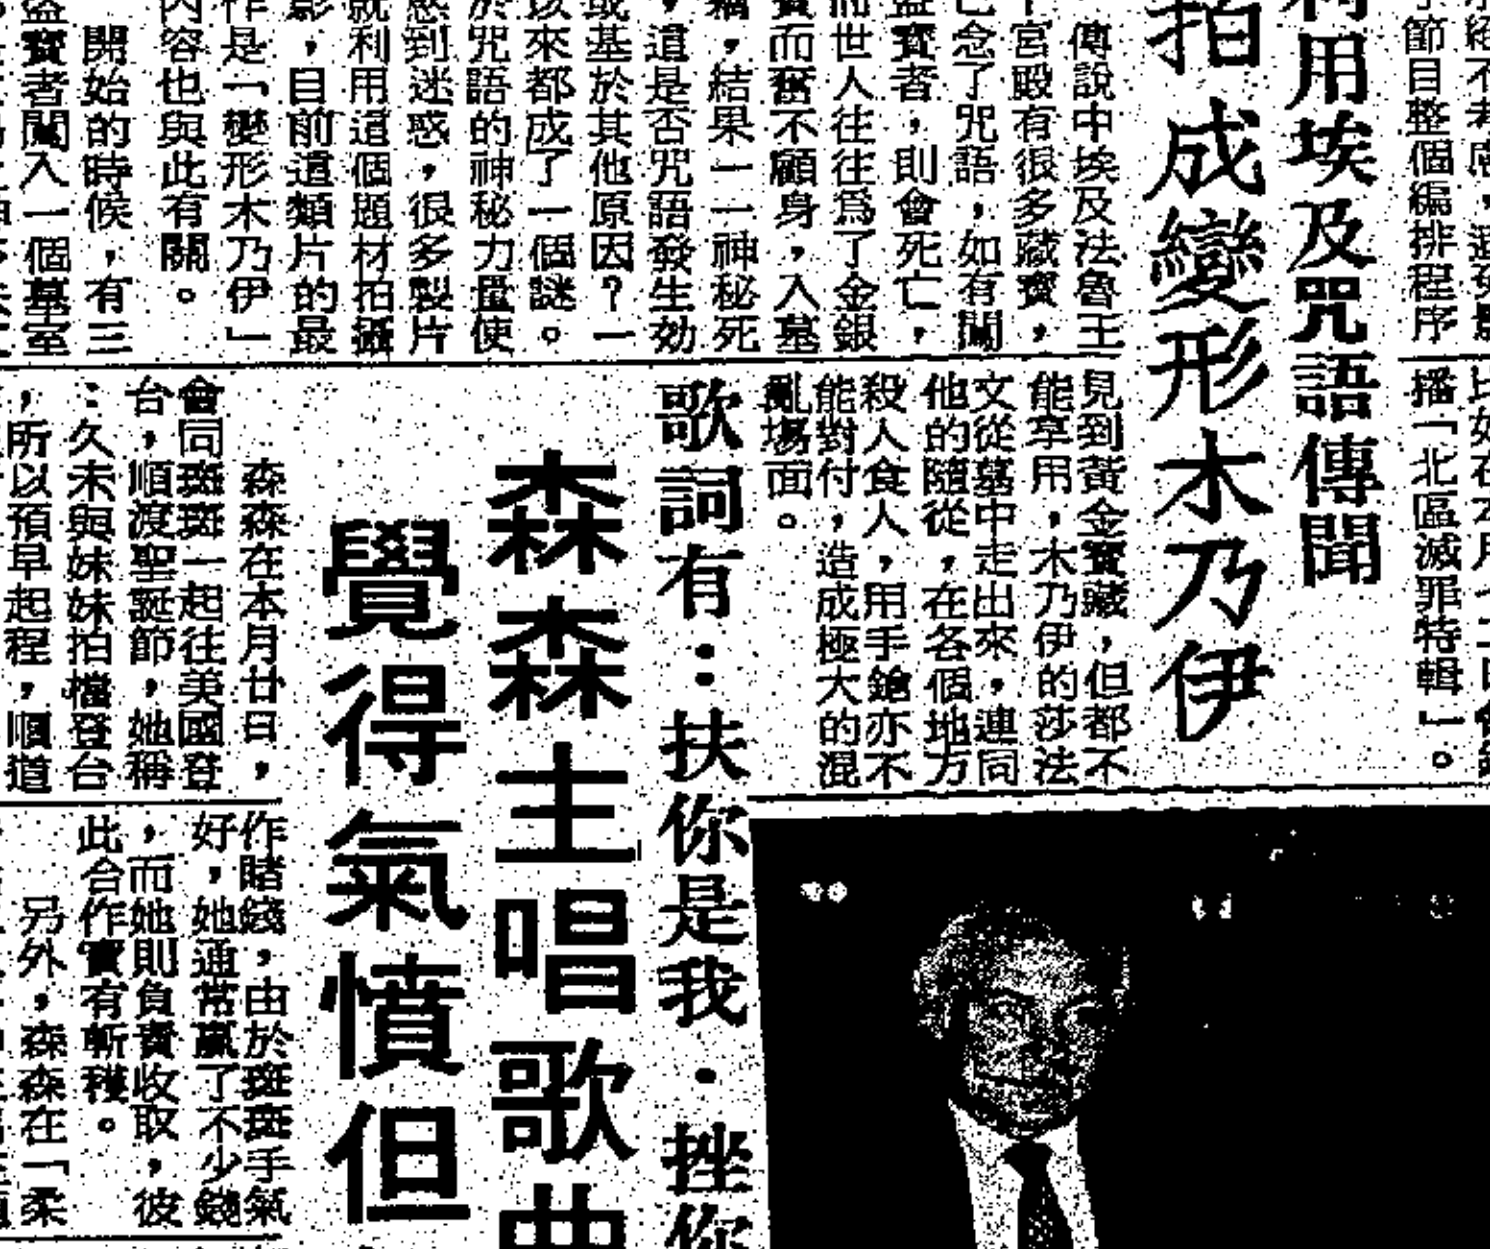 節目整個編排程序
播「北區滅罪特輯」。
利用埃及咒語傳聞
拍成變形木乃伊
傳說中埃及法魯王
宮殿有很多藏寶，
已念了咒語，如有闖
盜寶者，則會死亡，
而世人往往爲了金銀
寶而奮不顧身，入墓
竊，結果一一神秘死
，這是否咒語發生効
或基於其他原因？一
該來都成了一個謎。
於咒語的神秘力量使
感到迷惑，很多製片
就利用這個題材拍攝
影，自前這類片的最
作是「變形木乃伊」
內容也與此有關。
開始的時候，有三
盜寶者闖入一個墓室
見到黃金寶藏，但都不
能享用，木乃伊的莎法
文從墓中走出來，連同
他的隨從，在各個地方
殺人食人，用手鎗亦不
能對付，造成極大的混
亂場面。
歌詞有：扶你是我．挫你
森森主唱歌曲
覺得氣憤但
森森在本月廿日，
會同斑斑一起往美國登
台，順渡聖誕節，她稱
：久未與妹妹拍檔登台
，所以預早起程，順道
作賭錢，由於斑斑手氣
好，她通常贏了不少錢
，而她則負責收取，彼
此合作實有斬穫。
另外，森森在「柔